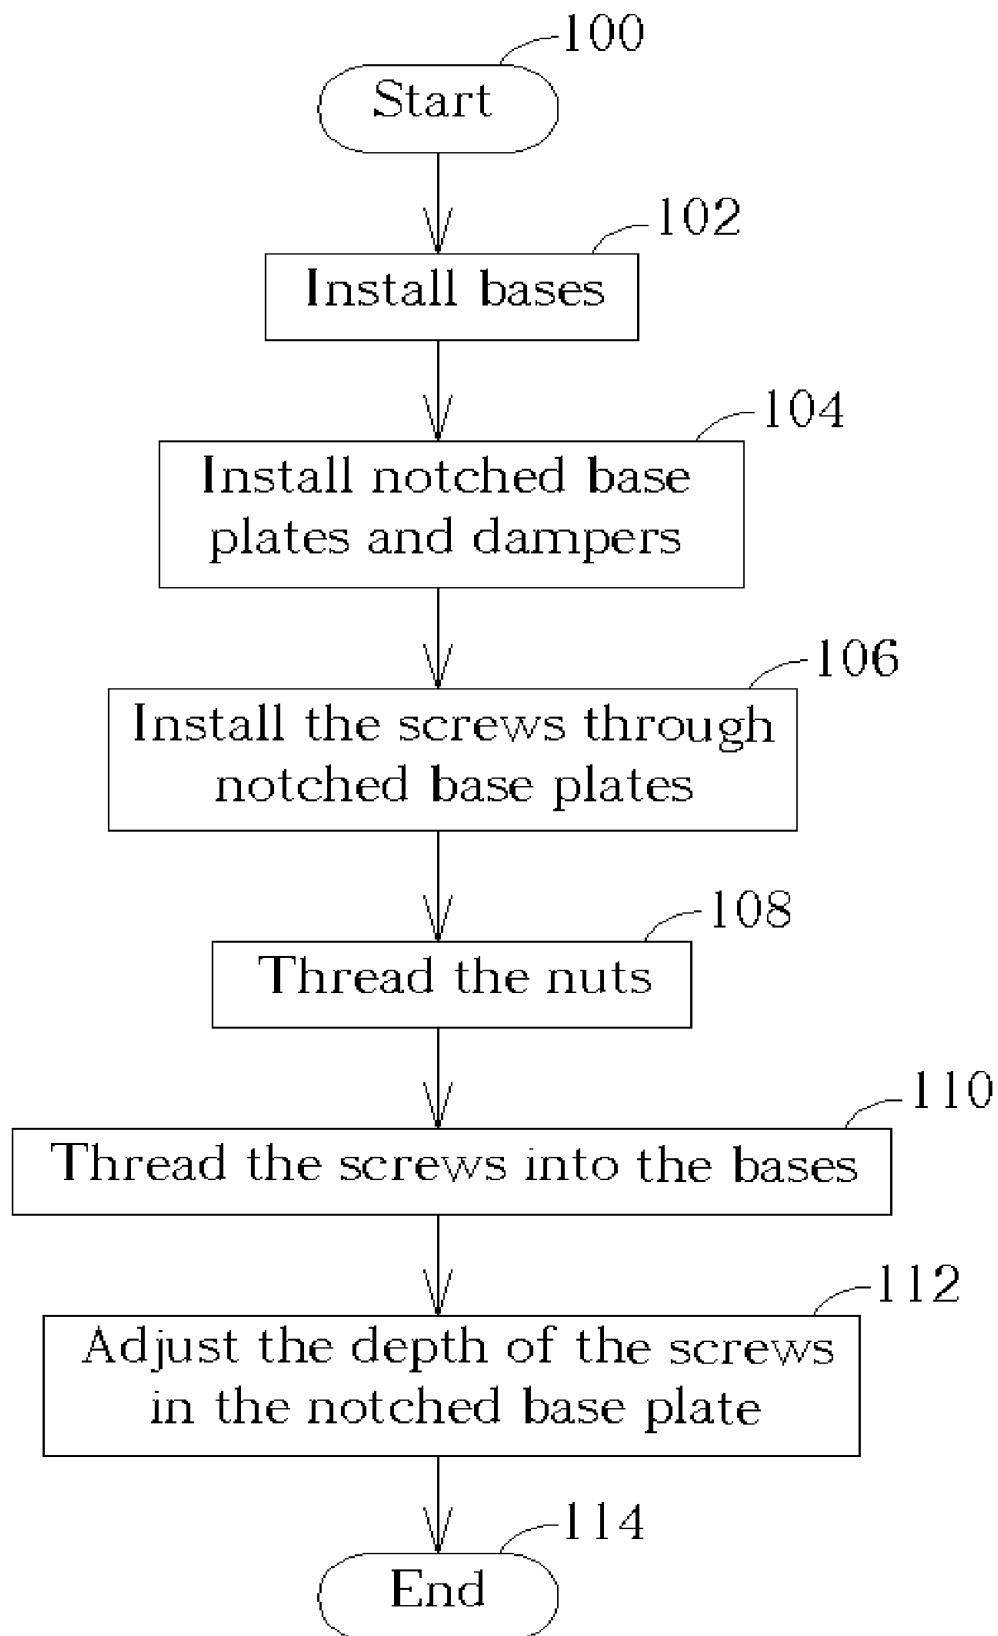 100
Start
102
Install bases
104
Install notched base
plates and dampers
106
Install the screws through
notched base plates
108
Thread the nuts
110
Thread the screws into the bases
112
Adjust the depth of the screws
in the notched base plate
114
End